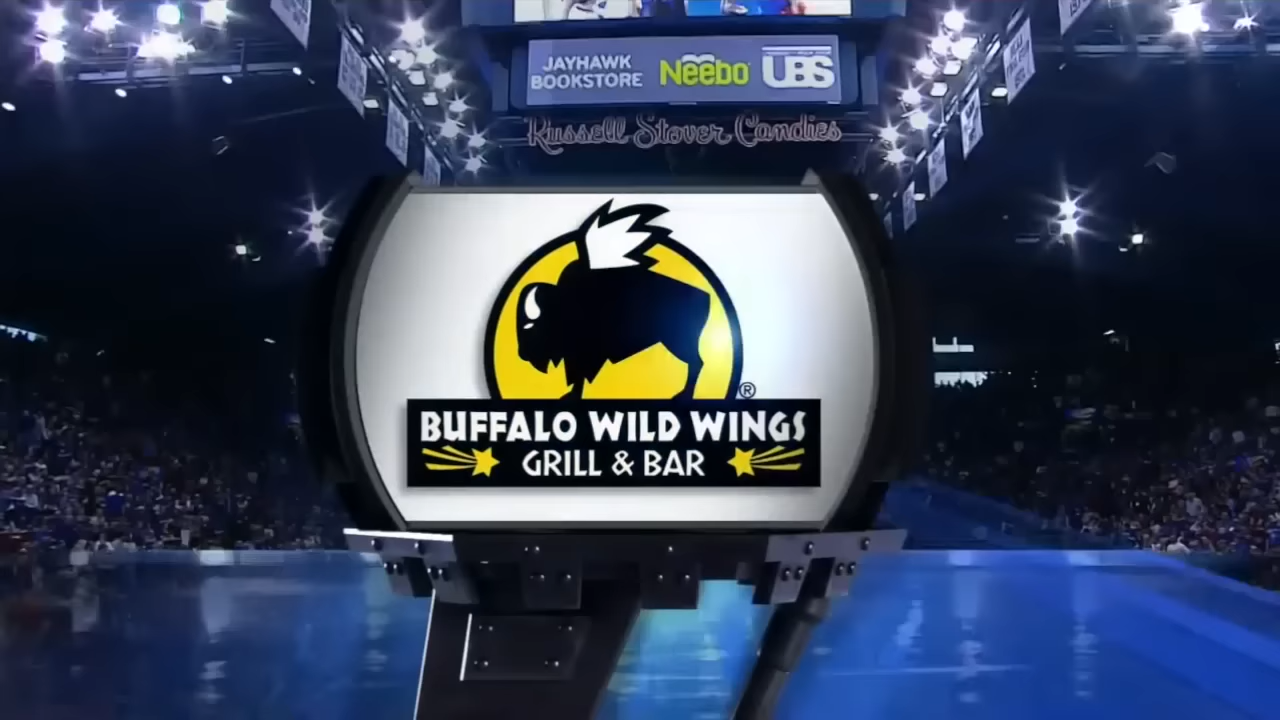 JAYHAWK
BOOKSTORE
Neebo
UBS
Russell Stover Candies
BUFFALO WILD WINGS
GRILL & BAR
®